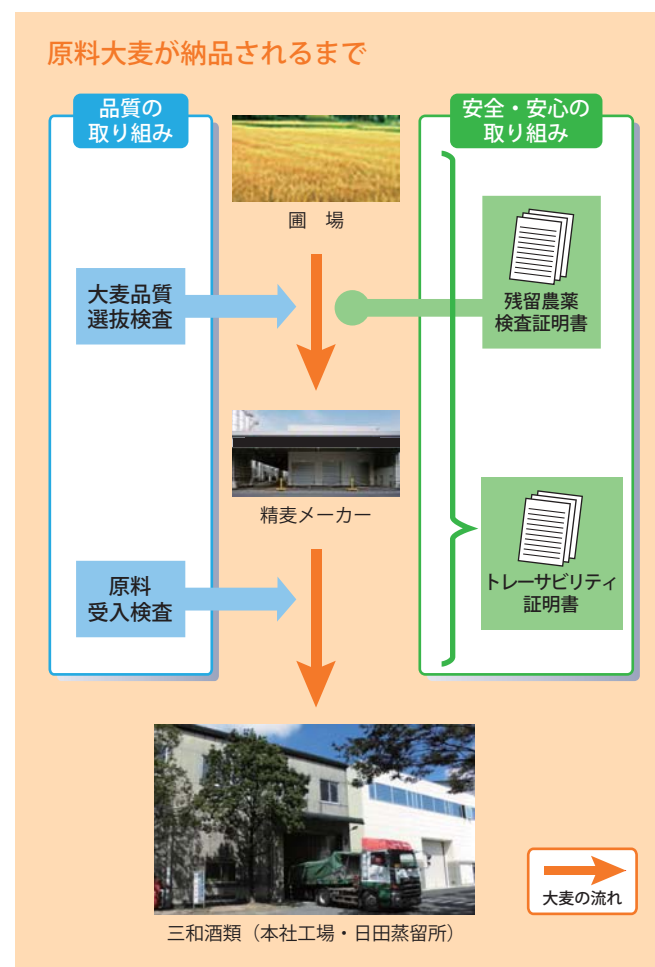 原料大麦が納品されるまで
品質の
取り組み
安全・安心の
取り組み
圃　場
大麦品質
選抜検査
残留農薬
検査証明書
精麦メーカー
原料
受入検査
トレーサビリティ
証明書
三和酒類（本社工場・日田蒸留所）
大麦の流れ